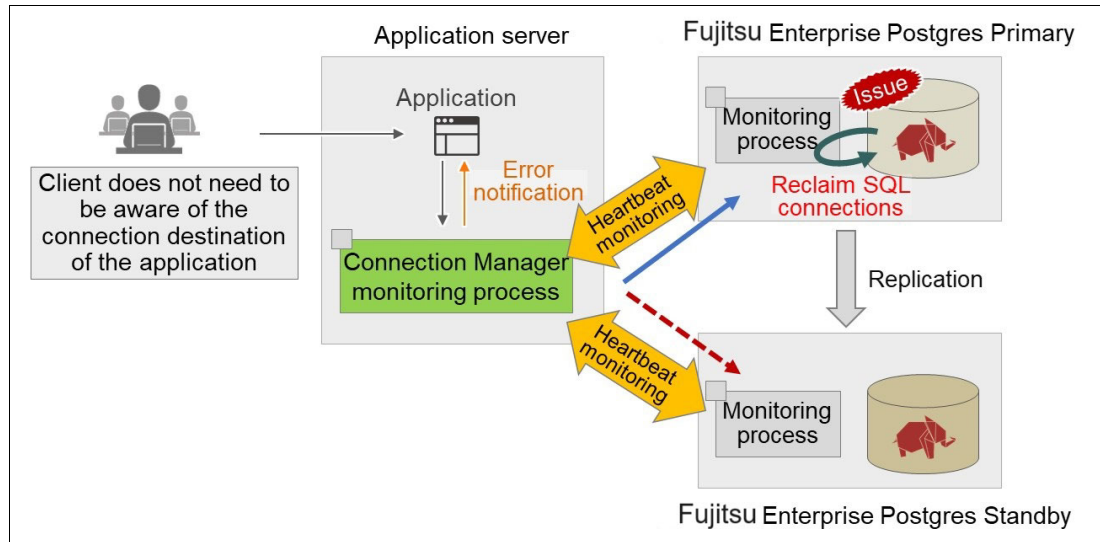 Application server
Fujitsu Enterprise Postgres Primary
Application
Issue
Monitoring
process
Error
notification
Reclaim SQL
connections
Client does not need to
be aware of the
connection destination
of the application
Heartbeat
monitoring
Connection Manager
monitoring process
Replication
Heartbeat
monitoring
Monitoring
process
Fujitsu Enterprise Postgres Standby